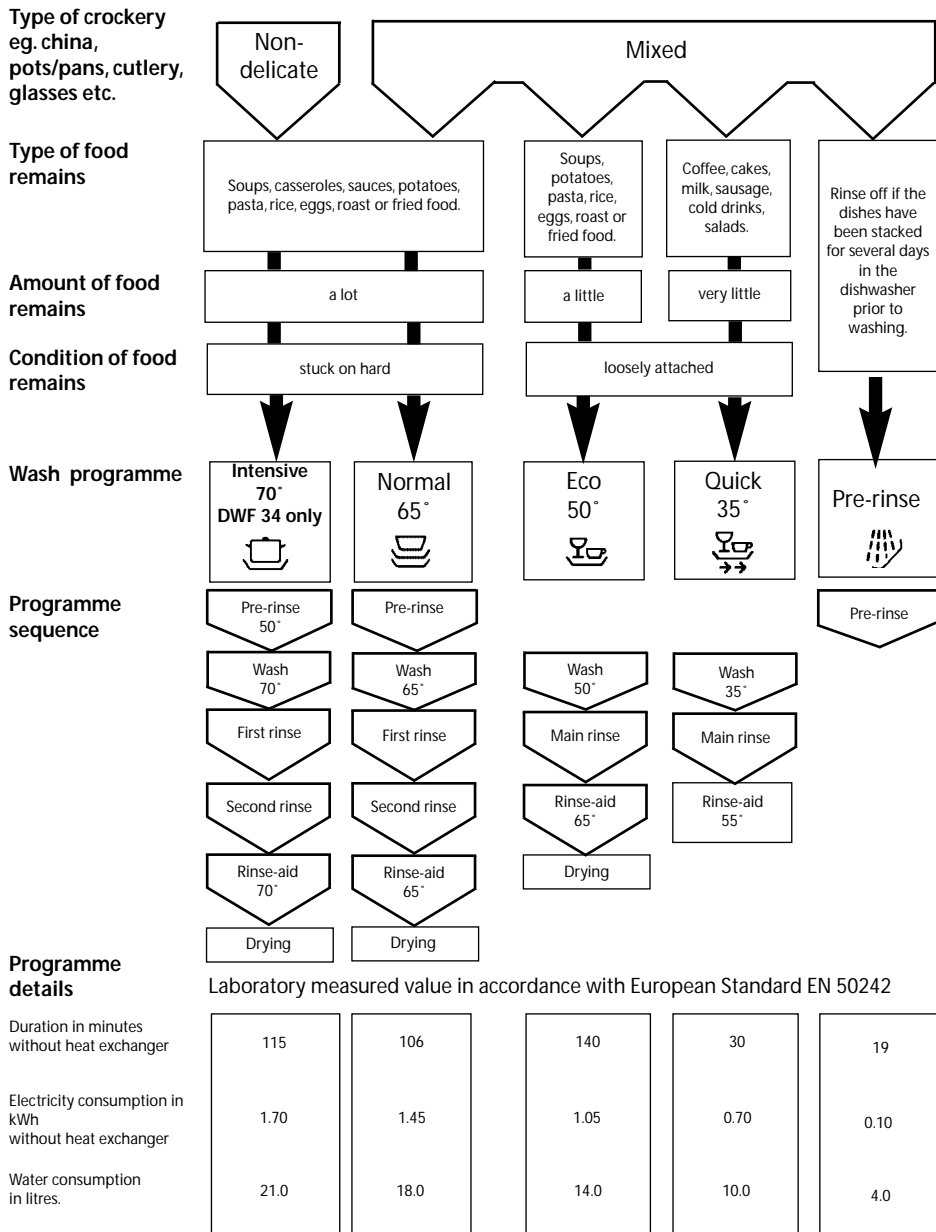 Type of crockery
eg. china,
pots/pans, cutlery,
glasses etc.
Non-
delicate
Mixed
Type of food
remains
Soups, casseroles, sauces, potatoes,
pasta, rice, eggs, roast or fried food.
Soups,
potatoes,
pasta, rice,
eggs, roast or
fried food.
Coffee, cakes,
milk, sausage,
cold drinks,
salads.
Rinse off if the
dishes have
been stacked
for several days
in the
dishwasher
prior to
washing.
Amount of food
remains
a lot
a little
very little
Condition of food
remains
stuck on hard
loosely attached
Wash programme
Intensive
70°
DWF 34 only
Normal
65°
Eco
50°
Quick
35°
Pre-rinse
Programme
sequence
Pre-rinse
50°
Pre-rinse
Pre-rinse
Wash
70°
Wash
65°
Wash
50°
Wash
35°
First rinse
First rinse
Main rinse
Main rinse
Second rinse
Second rinse
Rinse-aid
65°
Rinse-aid
55°
Rinse-aid
70°
Rinse-aid
65°
Drying
Drying
Drying
Programme
details
Laboratory measured value in accordance with European Standard EN 50242
Duration in minutes
without heat exchanger
115
106
140
30
19
Electricity consumption in
kWh
without heat exchanger
1.70
1.45
1.05
0.70
0.10
Water consumption
in litres.
21.0
18.0
14.0
10.0
4.0